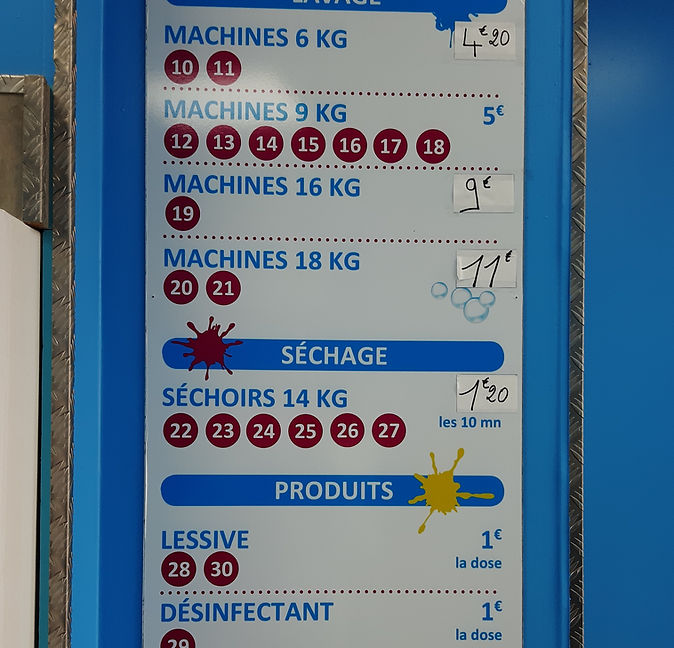 LAVAGE
MACHINES 6 KG 4€20
10 11
MACHINES 9 KG 5€
12 13 14 15 16 17 18
MACHINES 16 KG 9€
19
MACHINES 18 KG 11€
20 21
SÉCHAGE
SÉCHOIRS 14 KG 1€20
22 23 24 25 26 27 les 10 mn
PRODUITS
LESSIVE 1€
28 30 la dose
DÉSINFECTANT 1€
29 la dose